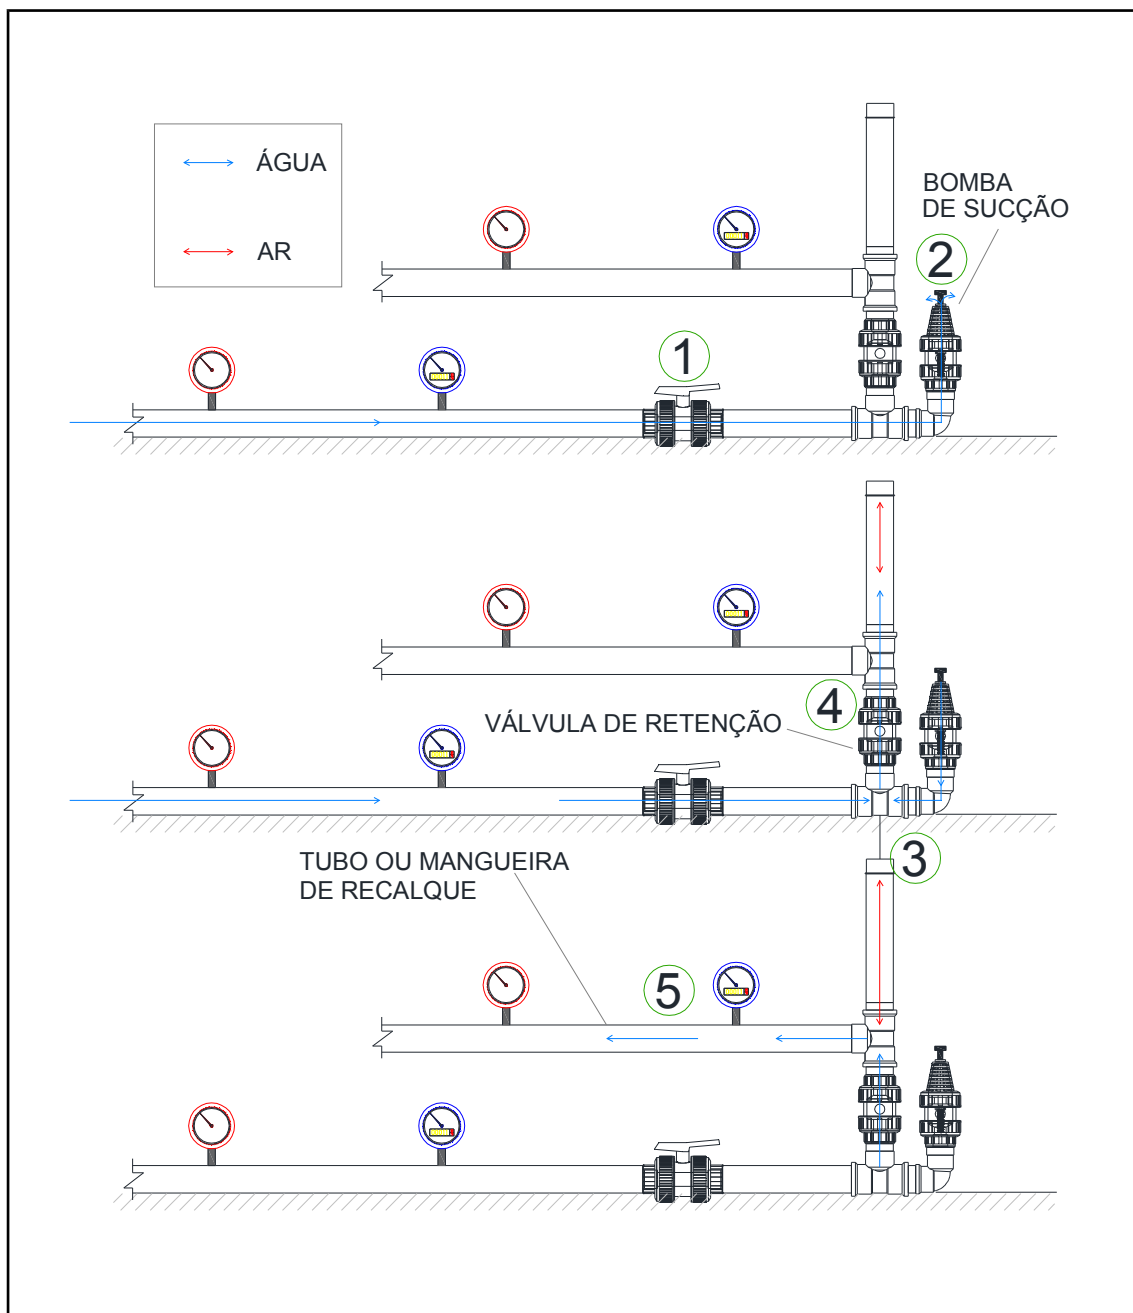 ÁGUA
AR
BOMBA
DE SUCÇÃO
2
1
4
VÁLVULA DE RETENÇÃO
3
TUBO OU MANGUEIRA
DE RECALQUE
5